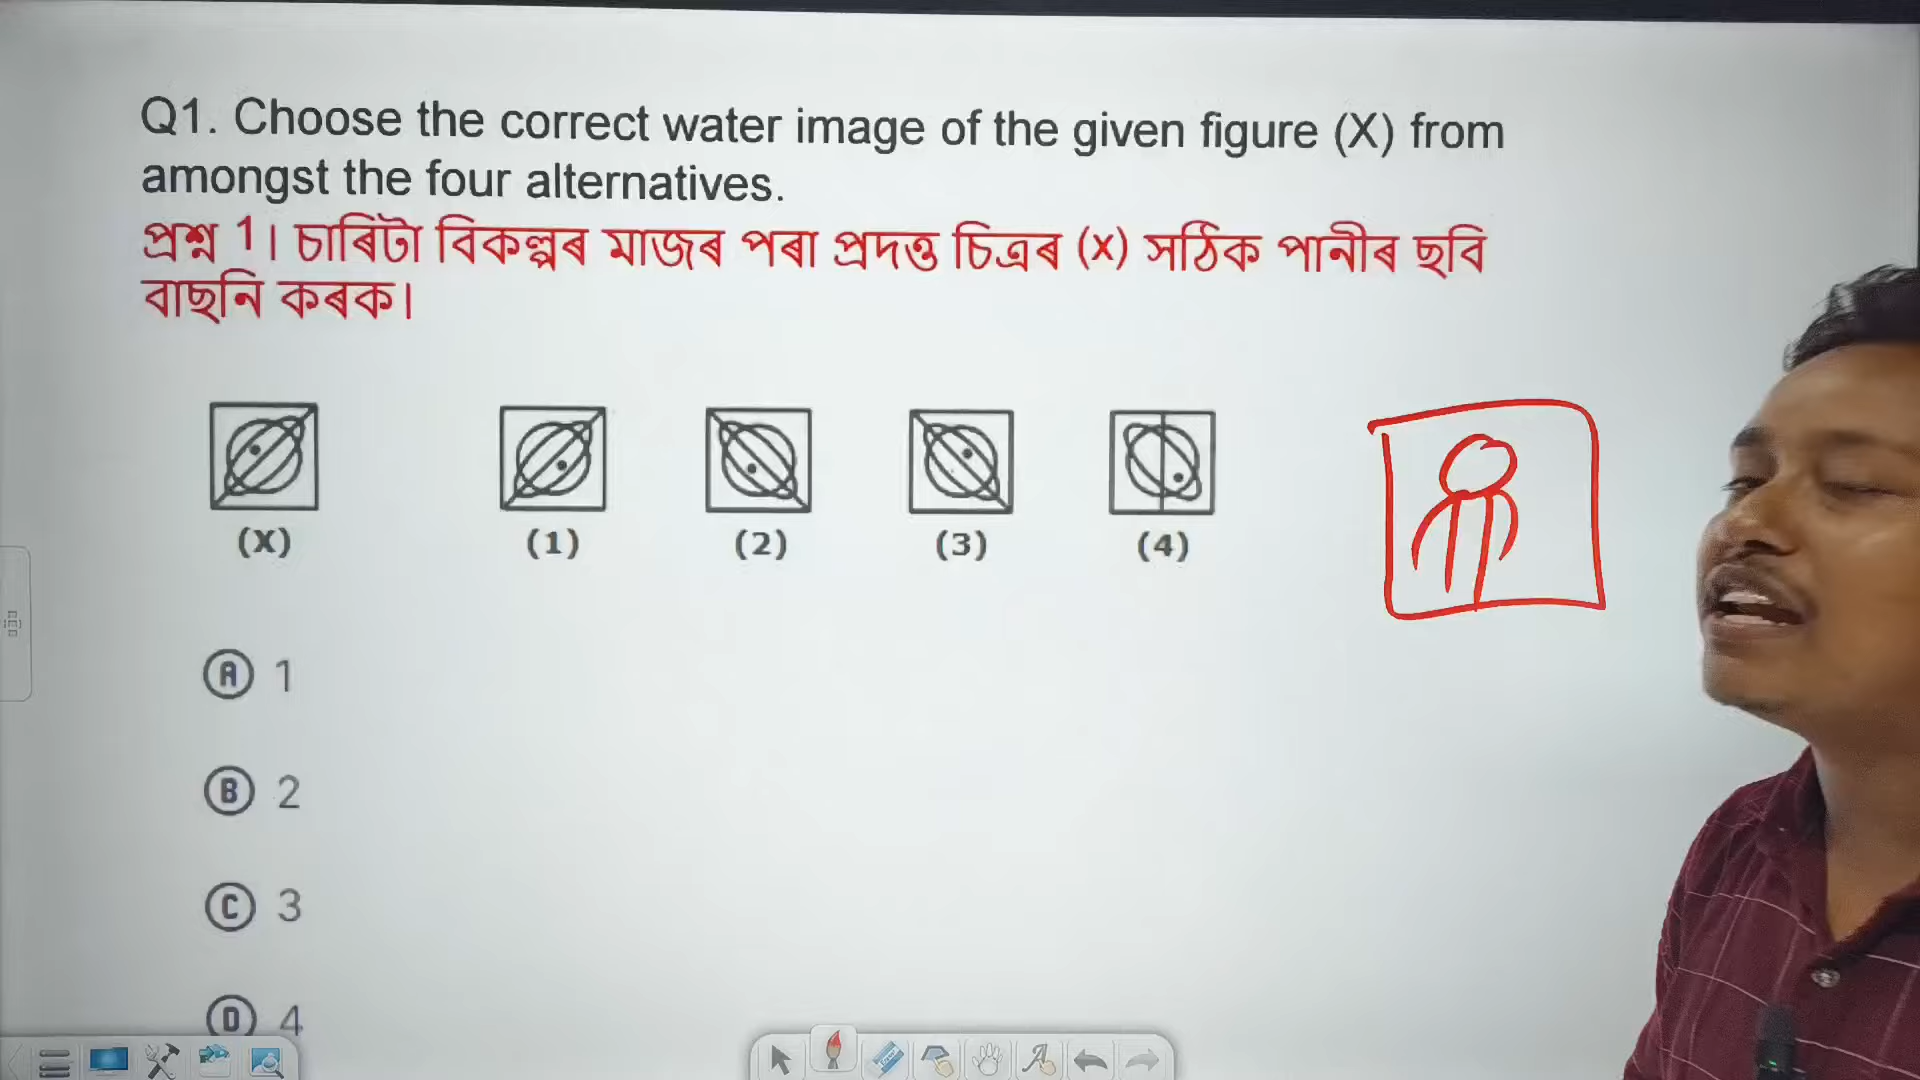 Q1. Choose the correct water image of the given figure (X) from
amongst the four alternatives.
প্ৰশ্ন 1। চাৰিটা বিকল্পৰ মাজৰ পৰা প্ৰদত্ত চিত্ৰৰ (x) সঠিক পানীৰ ছবি
বাছনি কৰক।
(X) (1) (2) (3) (4)
A 1
B 2
C 3
D 4